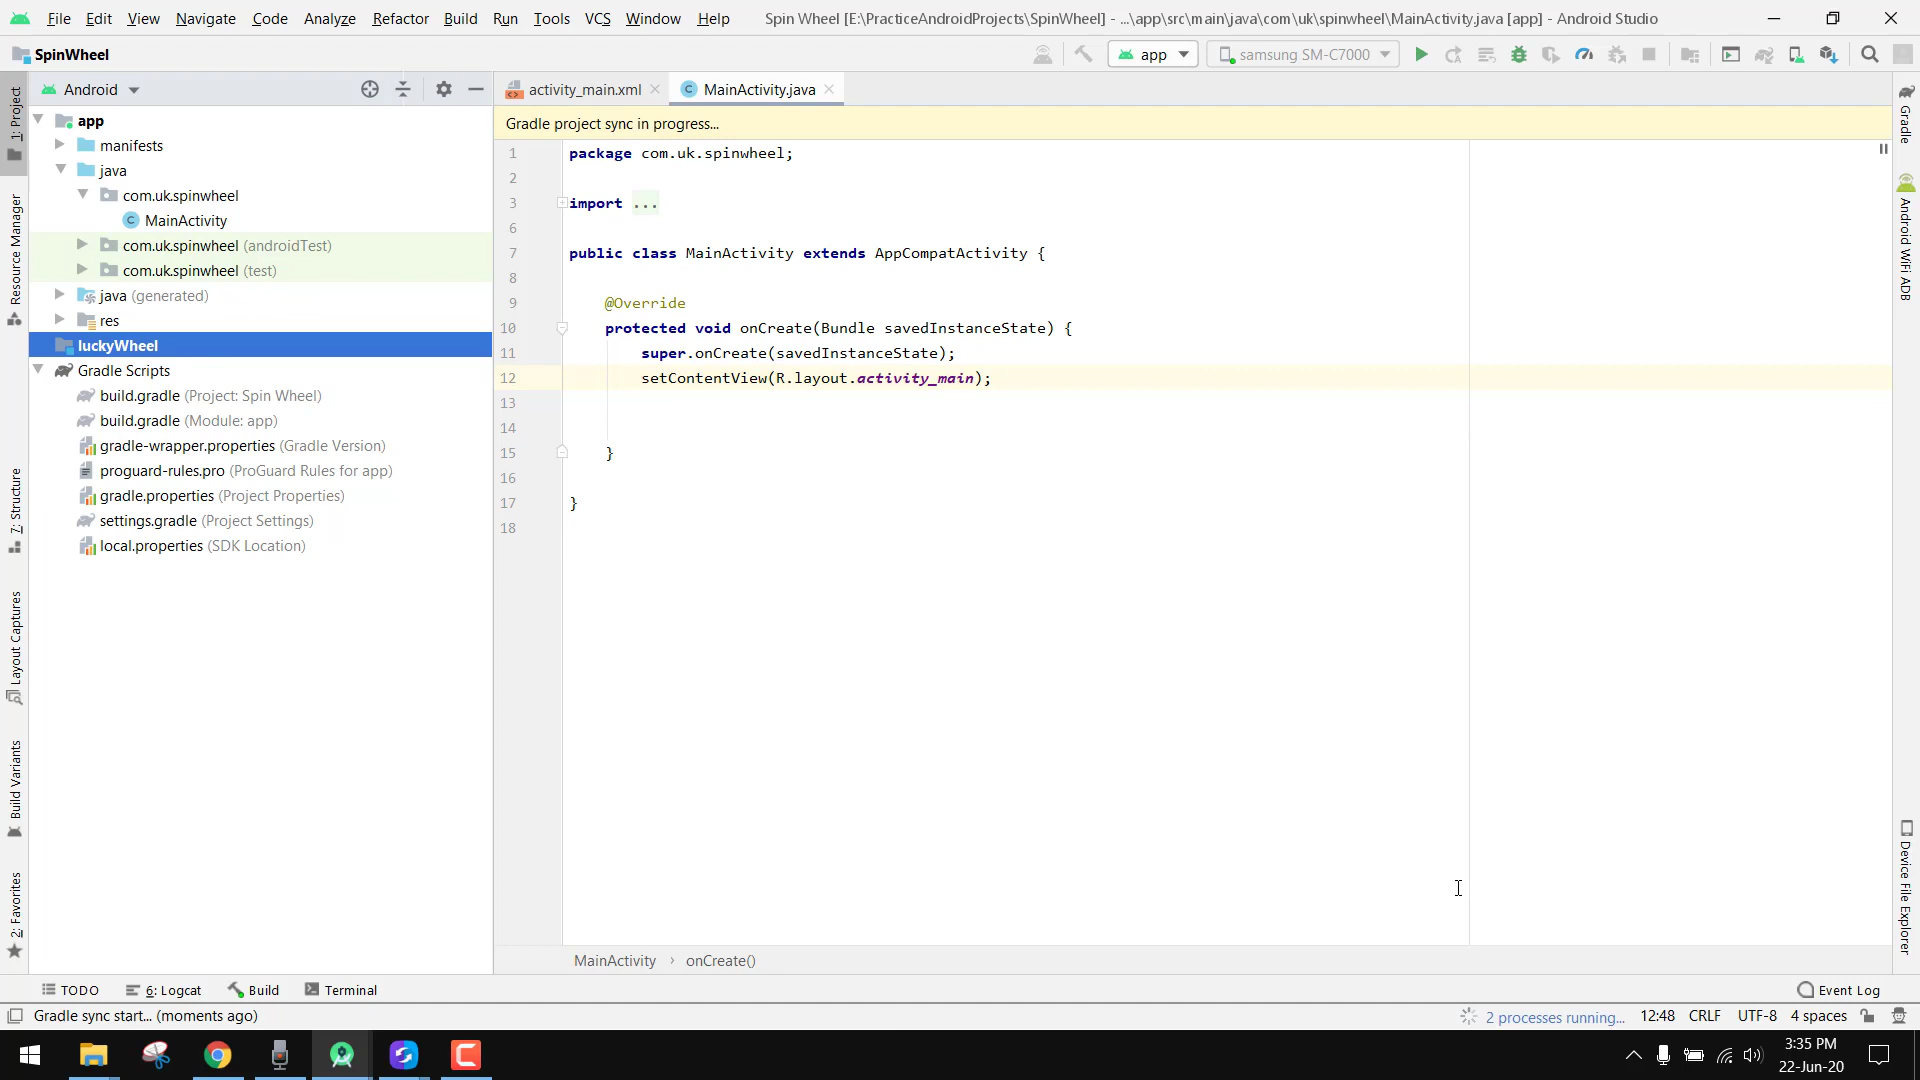 File Edit View Navigate Code Analyze Refactor Build Run Tools VCS Window Help Spin Wheel [E:\PracticeAndroidProjects\SpinWheel] - ...\app\src\main\java\com\uk\spinwheel\MainActivity.java [app] - Android Studio
SpinWheel app samsung SM-C7000
1: Project
Resource Manager
7: Structure
Layout Captures
Build Variants
2: Favorites
Android
app
manifests
java
com.uk.spinwheel
MainActivity
com.uk.spinwheel (androidTest)
com.uk.spinwheel (test)
java (generated)
res
luckyWheel
Gradle Scripts
build.gradle (Project: Spin Wheel)
build.gradle (Module: app)
gradle-wrapper.properties (Gradle Version)
proguard-rules.pro (ProGuard Rules for app)
gradle.properties (Project Properties)
settings.gradle (Project Settings)
local.properties (SDK Location)
activity_main.xml MainActivity.java
Gradle project sync in progress...
1 package com.uk.spinwheel;
2
3 import ...
6
7 public class MainActivity extends AppCompatActivity {
8
9 @Override
10 protected void onCreate(Bundle savedInstanceState) {
11 super.onCreate(savedInstanceState);
12 setContentView(R.layout.activity_main);
13
14
15 }
16
17 }
18
MainActivity › onCreate()
Gradle
Android WiFi ADB
Device File Explorer
TODO 6: Logcat Build Terminal Event Log
Gradle sync start... (moments ago) 2 processes running... 12:48 CRLF UTF-8 4 spaces
3:35 PM
22-Jun-20